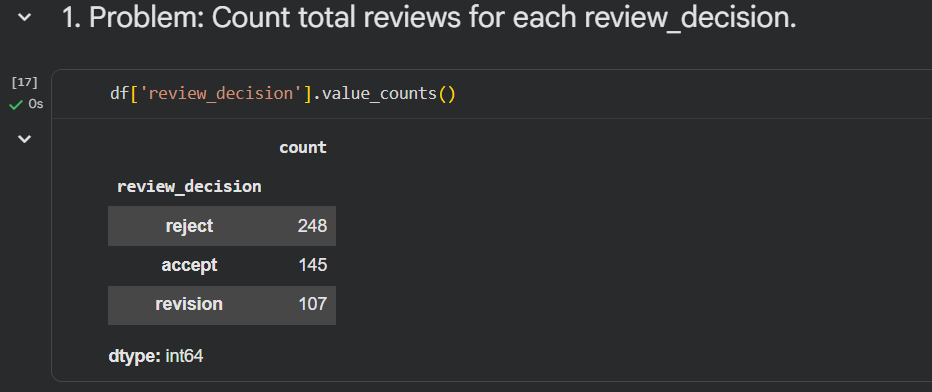 1. Problem: Count total reviews for each review_decision.
[17]
0s
df['review_decision'].value_counts()
count
review_decision
reject 248
accept 145
revision 107
dtype: int64